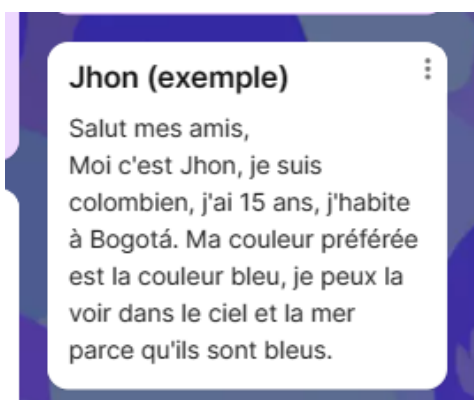 Jhon (exemple)
Salut mes amis,
Moi c'est Jhon, je suis
colombien, j'ai 15 ans, j'habite
à Bogotá. Ma couleur préférée
est la couleur bleu, je peux la
voir dans le ciel et la mer
parce qu'ils sont bleus.